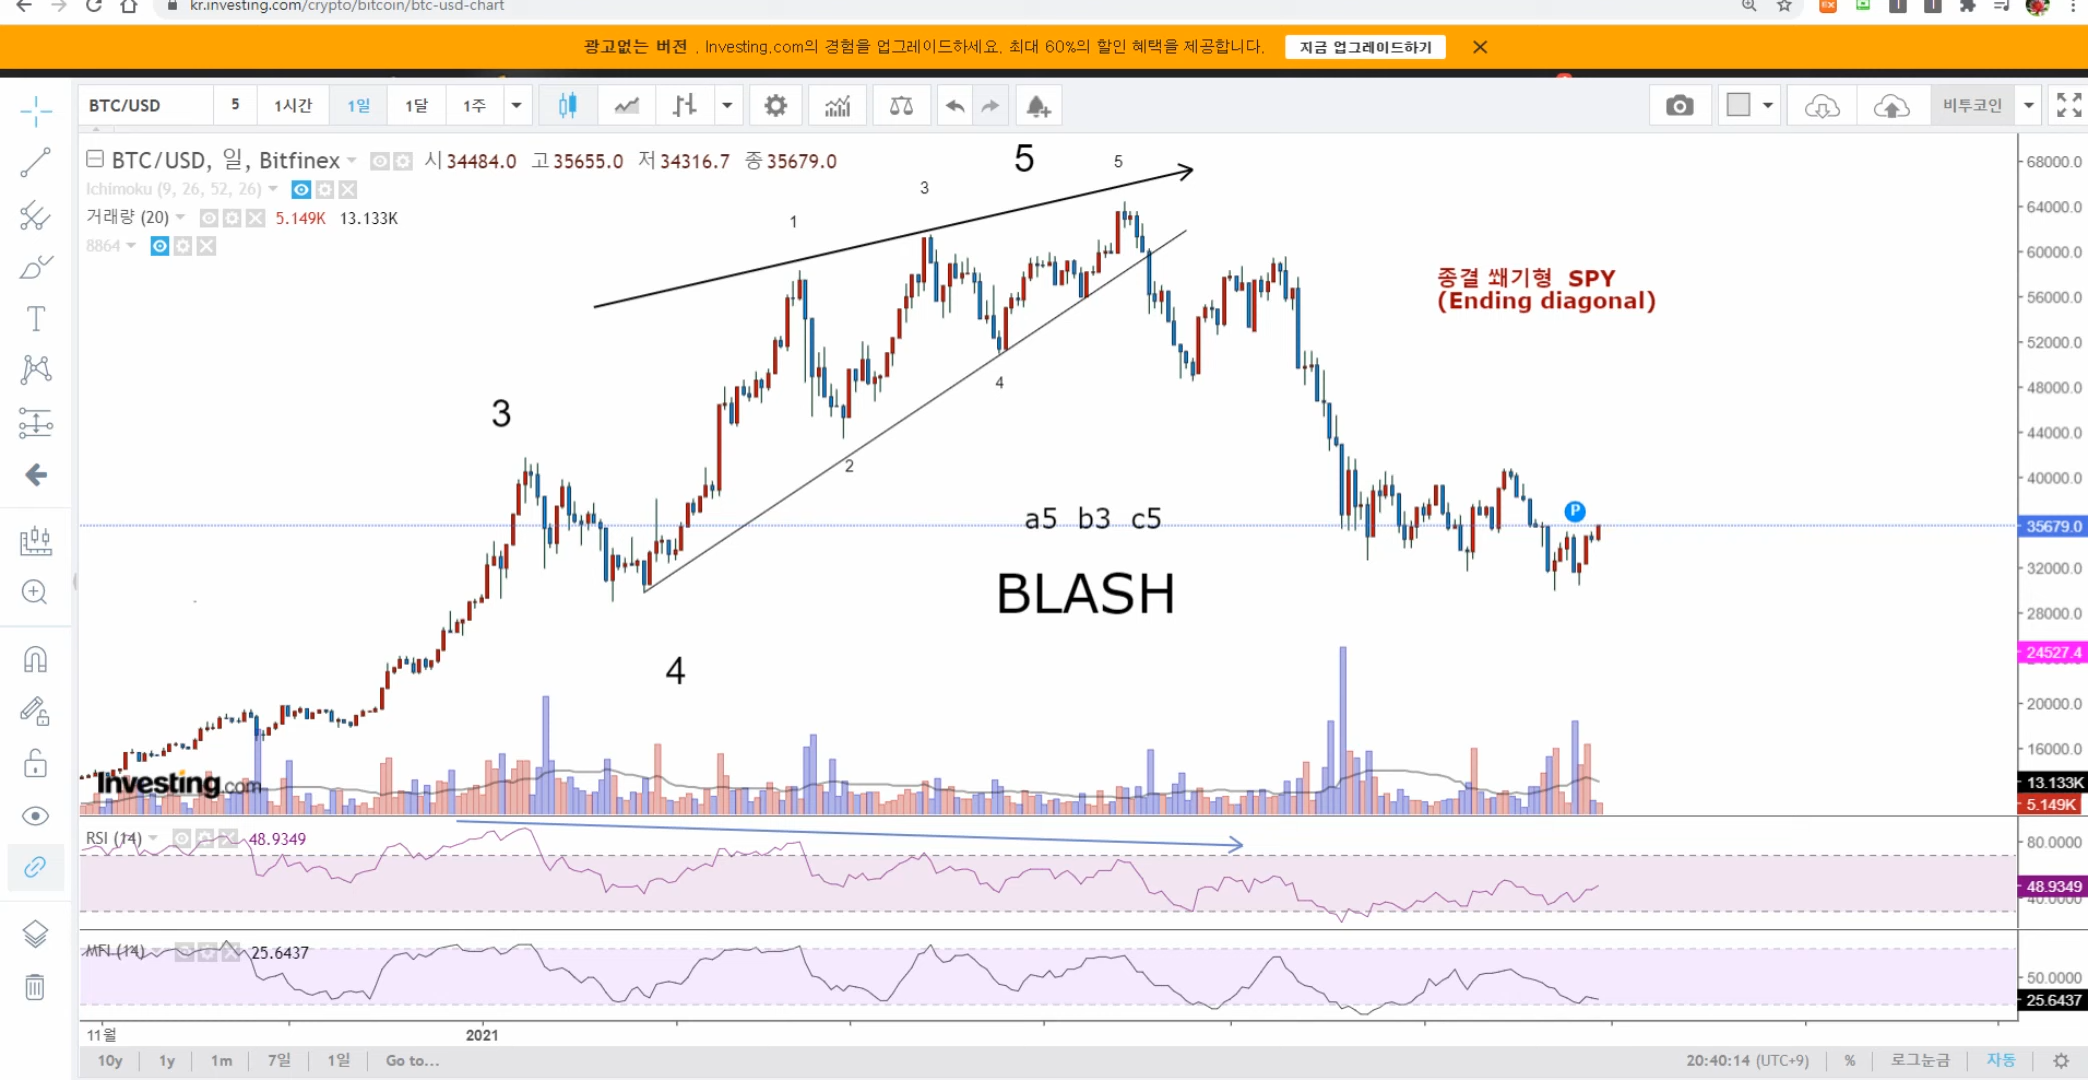 kr.investing.com/crypto/bitcoin/btc-usd-chart
광고없는 버전 . Investing.com의 경험을 업그레이드하세요. 최대 60%의 할인 혜택을 제공합니다. 지금 업그레이드하기
BTC/USD 5 1시간 1일 1달 1주 비투코인
BTC/USD, 일, Bitfinex 시 34484.0 고 35655.0 저 34316.7 종 35679.0
Ichimoku (9, 26, 52, 26)
거래량 (20) 5.149K 13.133K
8864
5
5
3
1
종결 쐐기형 SPY
(Ending diagonal)
3
4
2
a5 b3 c5
BLASH
4
P
68000.0
64000.0
60000.0
56000.0
52000.0
48000.0
44000.0
40000.0
35679.0
32000.0
28000.0
24527.4
20000.0
16000.0
13.133K
5.149K
Investing.com
RSI (14) 48.9349
80.0000
48.9349
40.0000
MFI (14) 25.6437
50.0000
25.6437
11월 2021
10y 1y 1m 7일 1일 Go to... 20:40:14 (UTC+9) % 로그눈금 자동